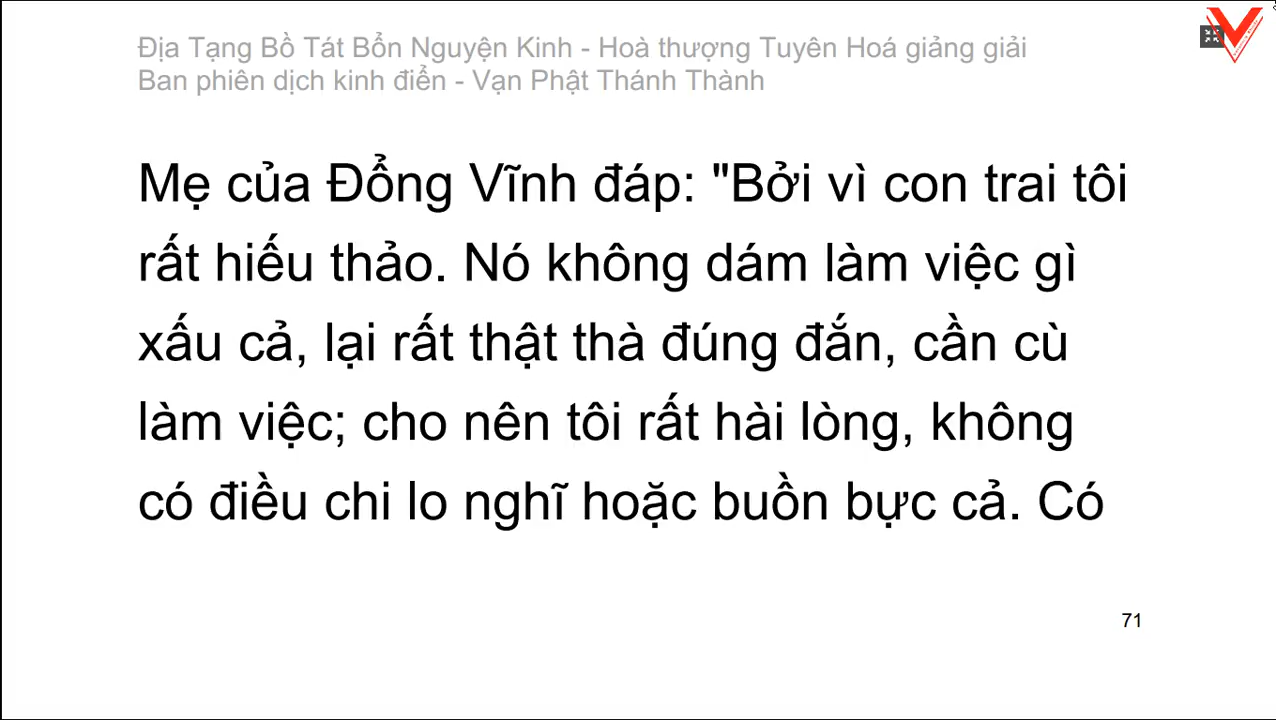 Địa Tạng Bồ Tát Bổn Nguyện Kinh - Hoà thượng Tuyên Hoá giảng giải
Ban phiên dịch kinh điển - Vạn Phật Thánh Thành
Mẹ của Đổng Vĩnh đáp: "Bởi vì con trai tôi
rất hiếu thảo. Nó không dám làm việc gì
xấu cả, lại rất thật thà đúng đắn, cần cù
làm việc; cho nên tôi rất hài lòng, không
có điều chi lo nghĩ hoặc buồn bực cả. Có
71